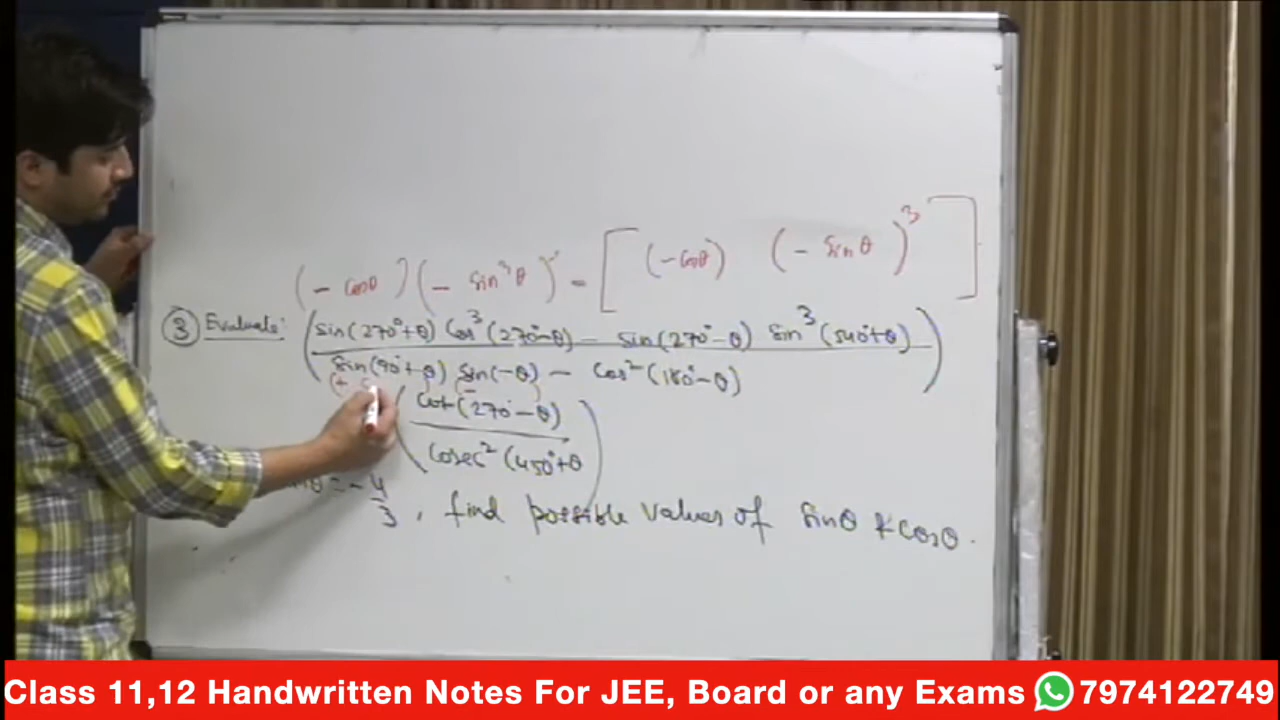 (- cosθ) (- sin³θ) - [(-cosθ) (- sinθ)³]
③ Evaluate: (sin(270°+θ) cos³(270°-θ) - sin(270°-θ) sin³(540°+θ)
sin(90°+θ) sin(-θ) - cos²(180°-θ))
(+
(cot(270°-θ)
cosec²(450°+θ)
θ = -4/3, find possible values of sinθ & cosθ.
Class 11,12 Handwritten Notes For JEE, Board or any Exams 7974122749